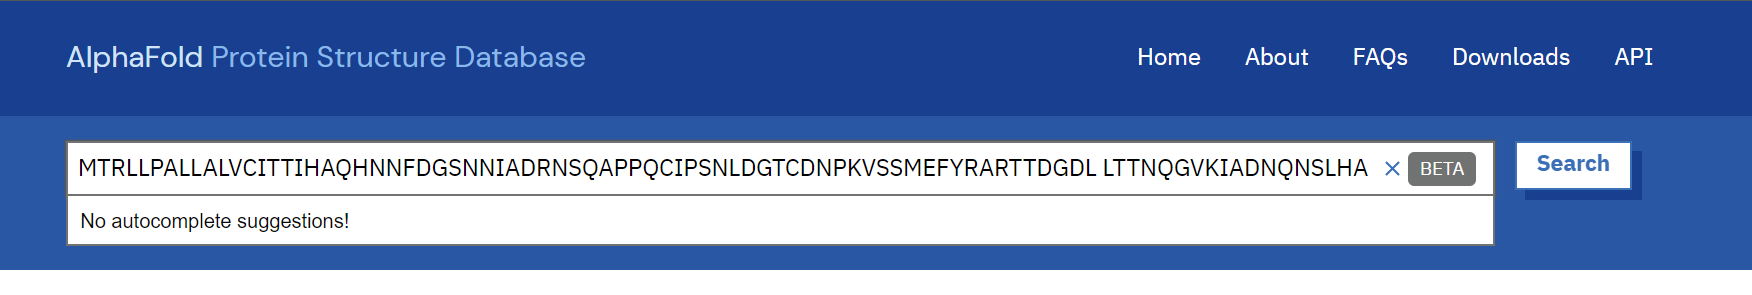 AlphaFold Protein Structure Database Home About FAQs Downloads API
MTRLLPALLALVCITTIHAQHNNFDGSNNIADRNSQAPPQCIPSNLDGTCDNPKVSSMEFYRARTTDGDL LTTNQGVKIADNQNSLHA × BETA Search
No autocomplete suggestions!